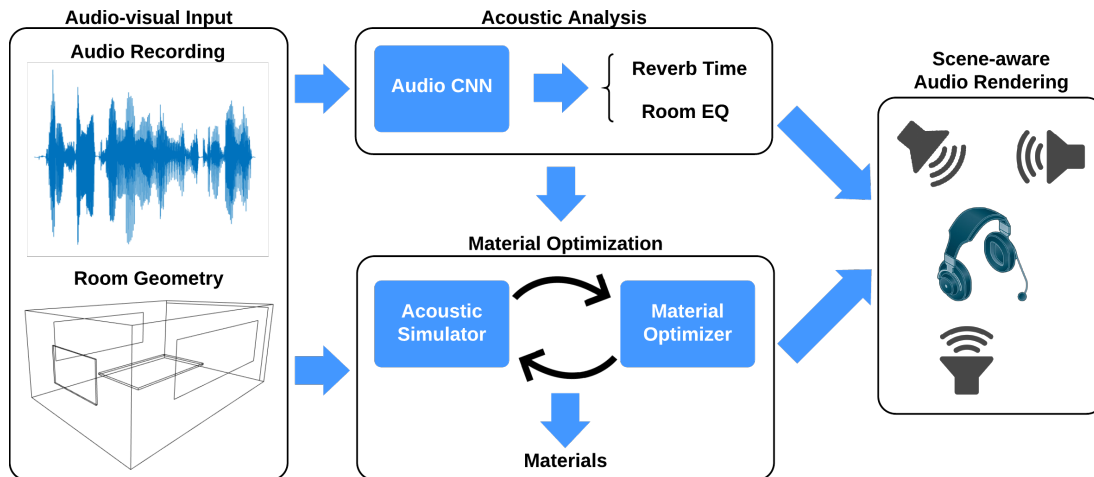 Audio-visual Input
Audio Recording
Room Geometry
Acoustic Analysis
Audio CNN
Reverb Time
Room EQ
Material Optimization
Acoustic
Simulator
Material
Optimizer
Materials
Scene-aware
Audio Rendering